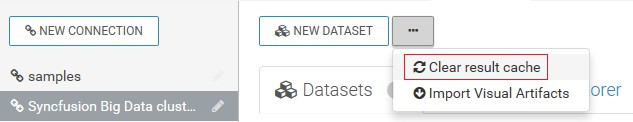 NEW CONNECTION
NEW DATASET
...
samples
Clear result cache
Syncfusion Big Data clust...
Datasets
orer
Import Visual Artifacts